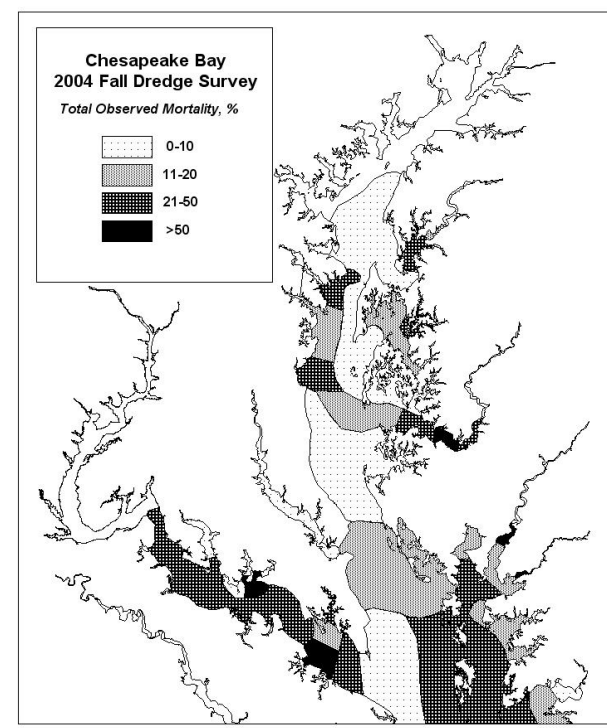 Chesapeake Bay
2004 Fall Dredge Survey
Total Observed Mortality, %
0-10
11-20
21-50
>50